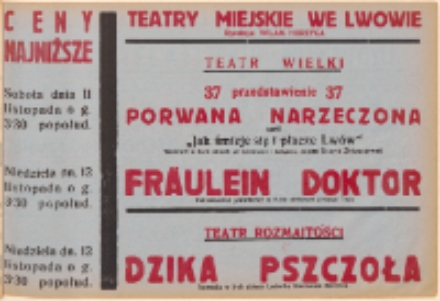 CENY
NAJNIŻSZE
Sobota dnia 11
listopada o g.
3'30 popołud.
Niedziela dn. 12
listopada o g.
3'30 popołud.
Niedziela dn. 12
listopada o g.
3'30 popołud.
TEATRY MIEJSKIE WE LWOWIE
TEATR WIELKI
37 przedstawienie 37
PORWANA NARZECZONA
czyli
„Jak śmieje się i płacze Lwów"
FRÄULEIN DOKTOR
TEATR ROZMAITOŚCI
DZIKA PSZCZOŁA